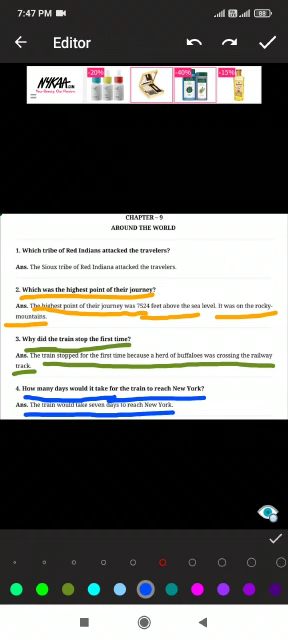 7:47 PM
Editor
-20% -40% -15%
NYKAA.COM
CHAPTER – 9
AROUND THE WORLD
1. Which tribe of Red Indians attacked the travelers?
Ans. The Sioux tribe of Red Indiana attacked the travelers.
2. Which was the highest point of their journey?
Ans. The highest point of their journey was 7524 feet above the sea level. It was on the rocky-
mountains.
3. Why did the train stop the first time?
Ans. The train stopped for the first time because a herd of buffaloes was crossing the railway
track.
4. How many days would it take for the train to reach New York?
Ans. The train would take seven days to reach New York.